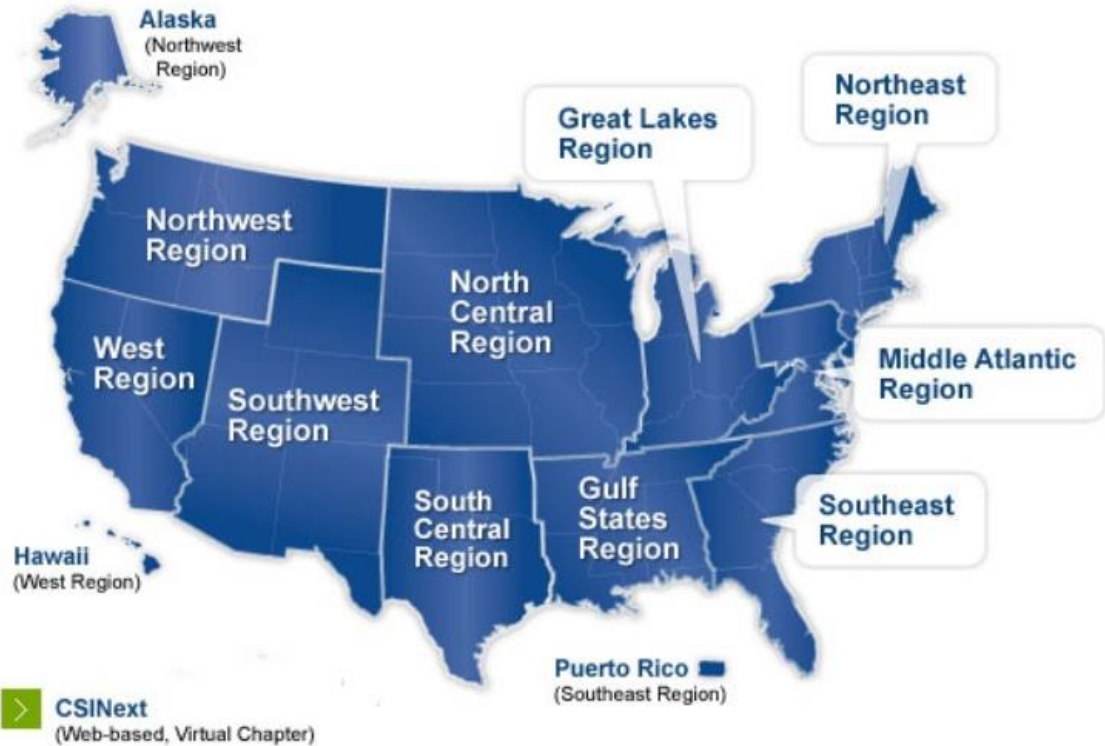 Alaska
(Northwest
Region)
Northeast
Region
Great Lakes
Region
Northwest
Region
North
Central
Region
West
Region
Middle Atlantic
Region
Southwest
Region
South
Central
Region
Gulf
States
Region
Southeast
Region
Hawaii
(West Region)
Puerto Rico
(Southeast Region)
CSINext
(Web-based, Virtual Chapter)